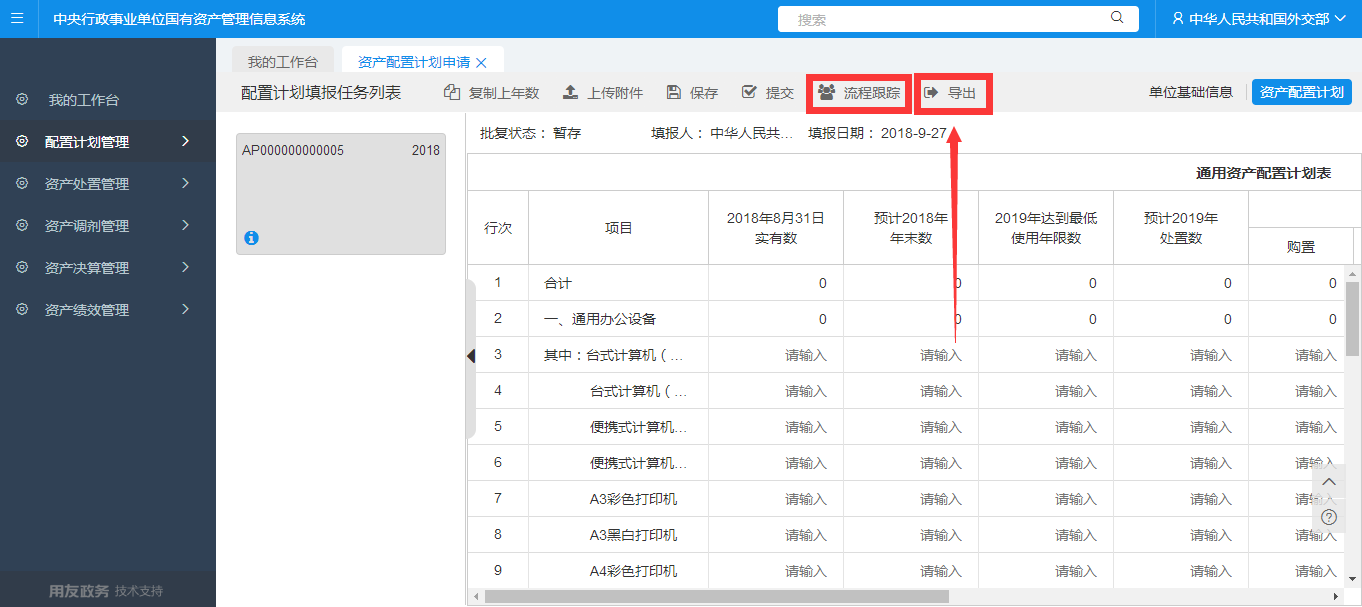 中央行政事业单位国有资产管理信息系统
搜索
中华人民共和国外交部
我的工作台
资产配置计划申请
配置计划填报任务列表
复制上年数
上传附件
保存
提交
流程跟踪
导出
单位基础信息
资产配置计划
我的工作台
配置计划管理
资产处置管理
资产调剂管理
资产决算管理
资产绩效管理
用友政务 技术支持
AP000000000005 2018
批复状态： 暂存 填报人： 中华人民共... 填报日期： 2018-9-27
通用资产配置计划表
行次 项目 2018年8月31日 预计2018年 2019年达到最低 预计2019年
实有数 年末数 使用年限数 处置数 购置
1 合计 0 0 0 0 0
2 一、通用办公设备 0 0 0 0 0
3 其中：台式计算机（... 请输入 请输入 请输入 请输入 请输入
4 台式计算机（... 请输入 请输入 请输入 请输入 请输入
5 便携式计算机... 请输入 请输入 请输入 请输入 请输入
6 便携式计算机... 请输入 请输入 请输入 请输入 请输入
7 A3彩色打印机 请输入 请输入 请输入 请输入 请输入
8 A3黑白打印机 请输入 请输入 请输入 请输入 请输入
9 A4彩色打印机 请输入 请输入 请输入 请输入 请输入